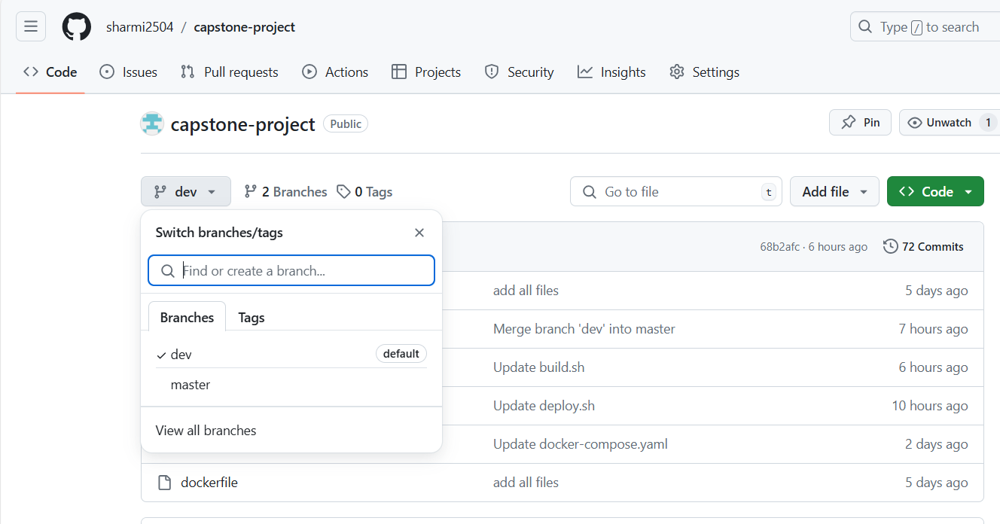 sharmi2504 / capstone-project
Type / to search
Code Issues Pull requests Actions Projects Security Insights Settings
capstone-project Public
Pin Unwatch 1
dev 2 Branches 0 Tags
Go to file t
Add file Code
Switch branches/tags
Find or create a branch...
Branches Tags
dev default
master
View all branches
68b2afc · 6 hours ago 72 Commits
add all files 5 days ago
Merge branch 'dev' into master 7 hours ago
Update build.sh 6 hours ago
Update deploy.sh 10 hours ago
Update docker-compose.yaml 2 days ago
dockerfile add all files 5 days ago